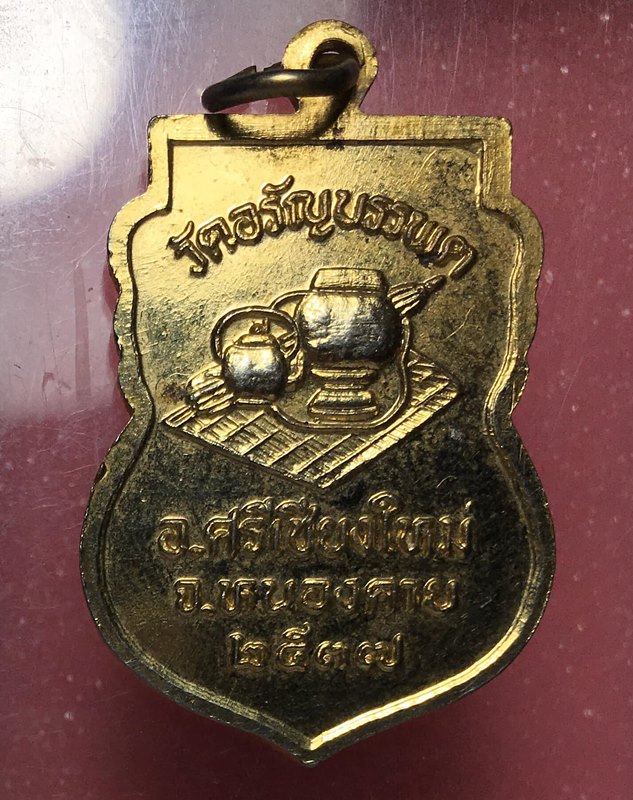 วัดอรัญบรรพต
อ.ศรีเชียงใหม่
จ.หนองคาย
๒๕๓๗